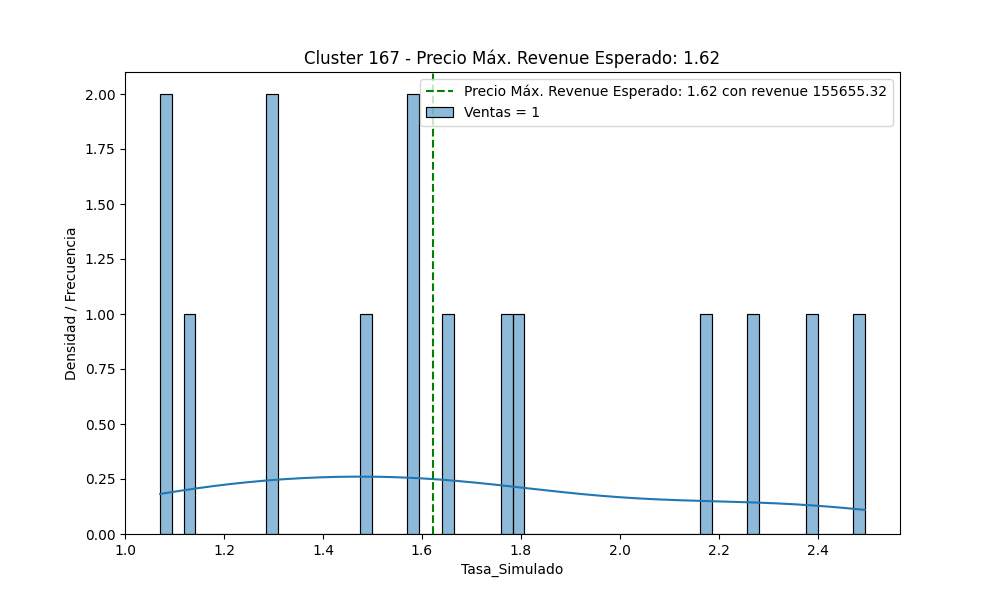 Cluster 167 - Precio Máx. Revenue Esperado: 1.62
Precio Máx. Revenue Esperado: 1.62 con revenue 155655.32
Ventas = 1
Densidad / Frecuencia
2.00
1.75
1.50
1.25
1.00
0.75
0.50
0.25
0.00
1.0 1.2 1.4 1.6 1.8 2.0 2.2 2.4
Tasa_Simulado